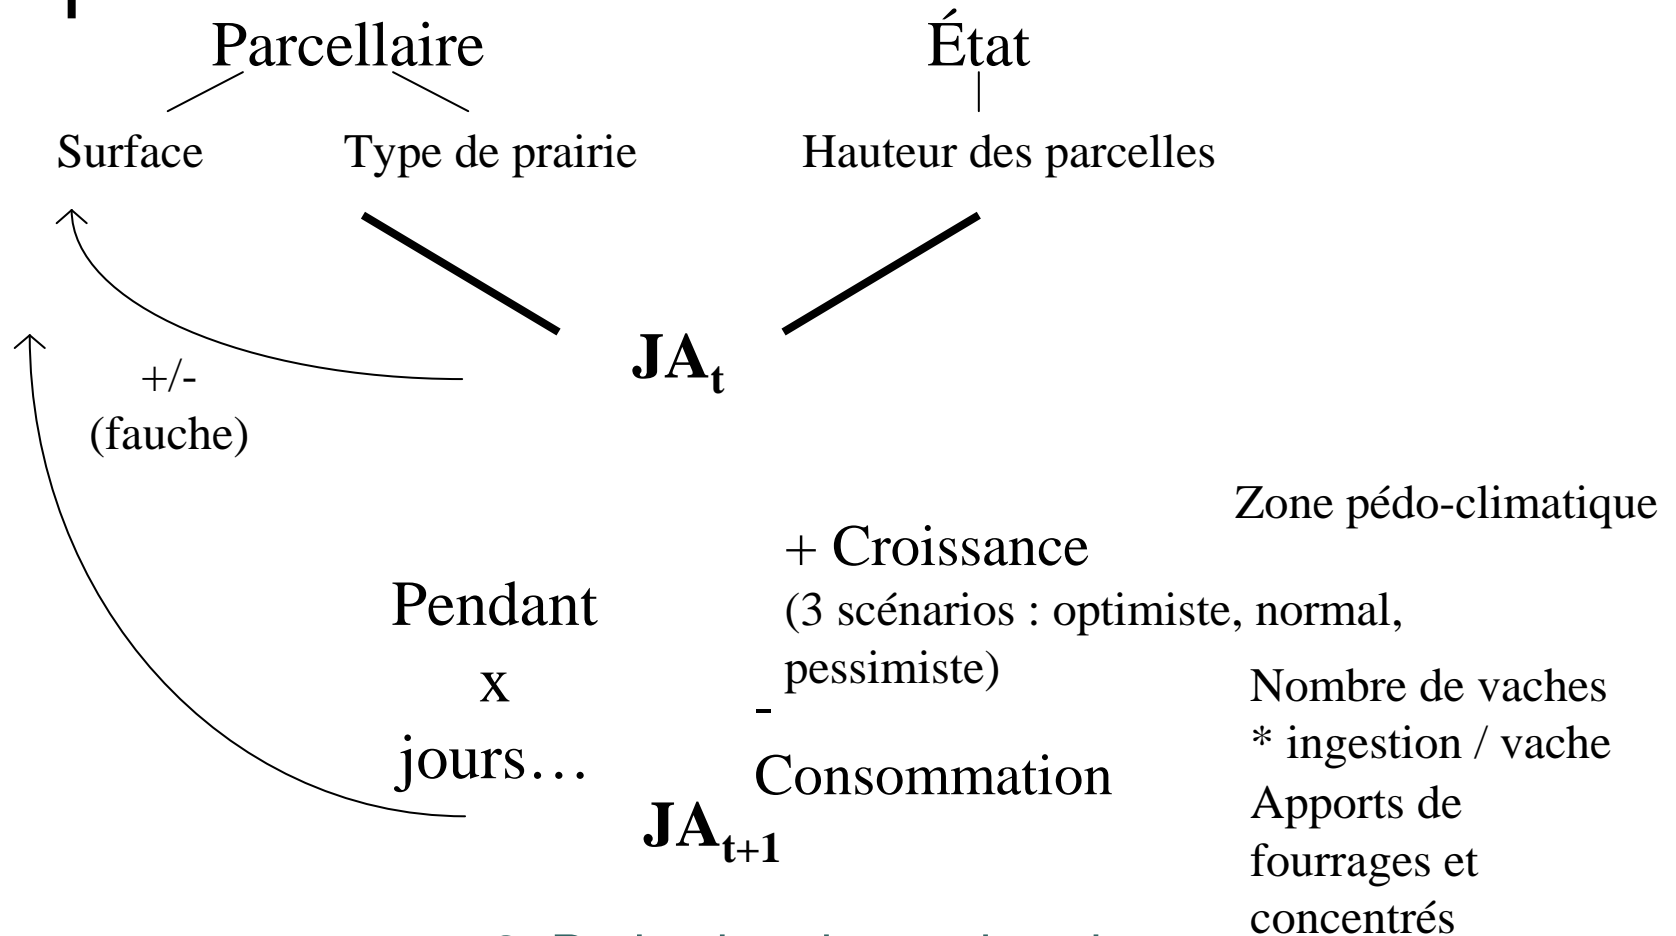 Parcellaire
État
Surface
Type de prairie
Hauteur des parcelles
JAt
+/-
(fauche)
Zone pédo-climatique
+ Croissance
(3 scénarios : optimiste, normal,
pessimiste)
Pendant
x
jours…
-
Consommation
Nombre de vaches
* ingestion / vache
Apports de
fourrages et
concentrés
JAt+1